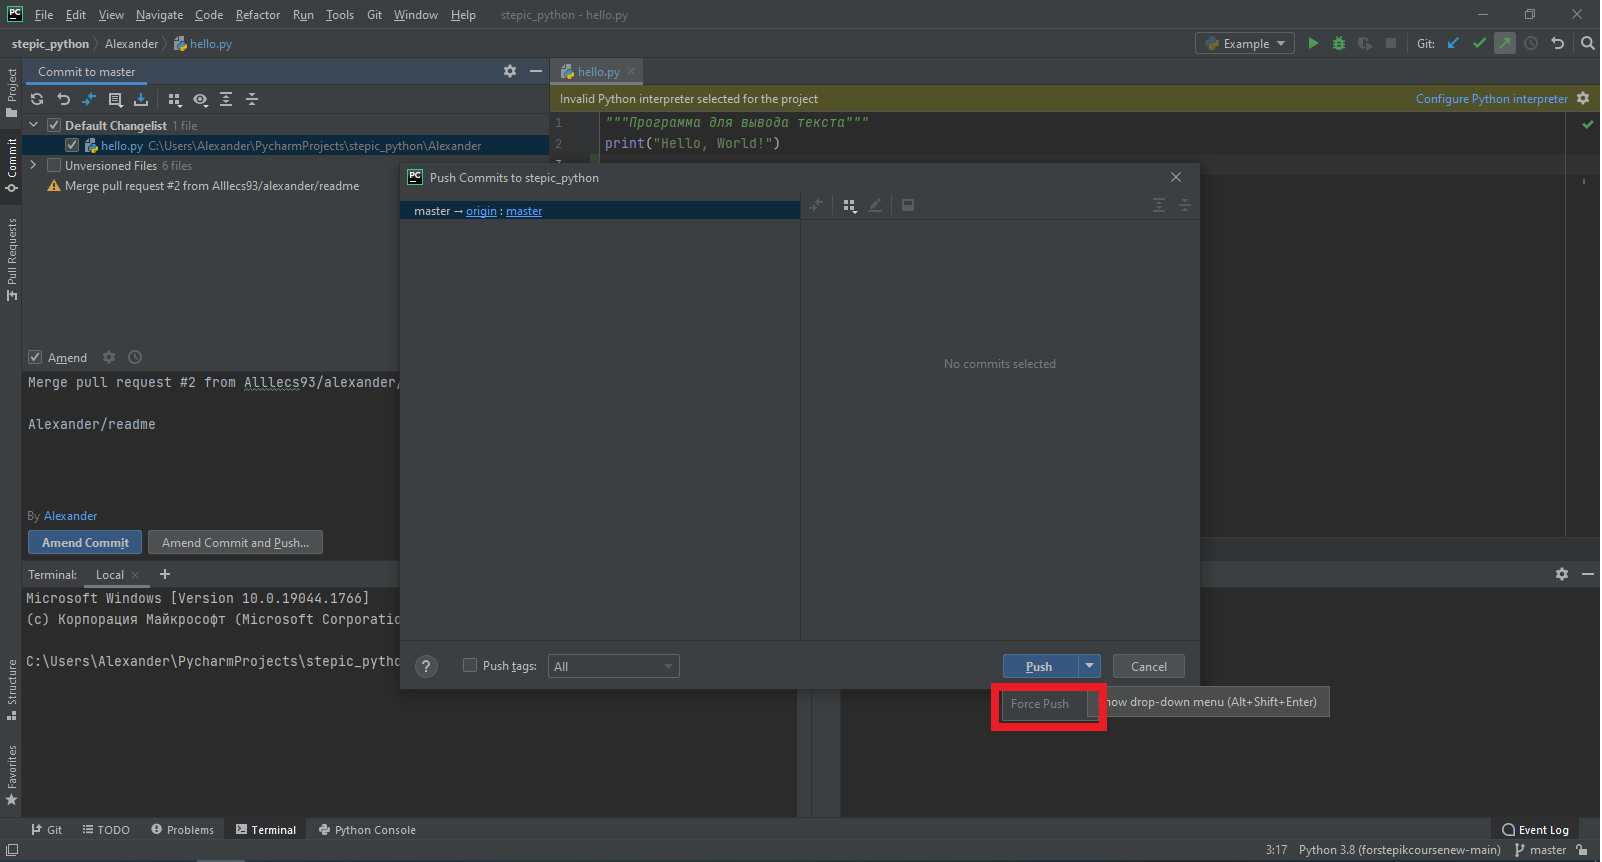 PC File Edit View Navigate Code Refactor Run Tools Git Window Help stepic_python - hello.py
stepic_python Alexander hello.py Example Git:
Project
Commit
Pull Requests
Structure
Favorites
Commit to master
Default Changelist 1 file
hello.py C:\Users\Alexander\PycharmProjects\stepic_python\Alexander
Unversioned Files 6 files
Merge pull request #2 from Alllecs93/alexander/readme
Amend
Merge pull request #2 from Alllecs93/alexander/
Alexander/readme
By Alexander
Amend Commit Amend Commit and Push...
hello.py
Invalid Python interpreter selected for the project Configure Python interpreter
1 """Программа для вывода текста"""
2 print("Hello, World!")
PC Push Commits to stepic_python
master → origin : master
No commits selected
? Push tags: All Push Cancel
Force Push how drop-down menu (Alt+Shift+Enter)
Terminal: Local +
Microsoft Windows [Version 10.0.19044.1766]
(c) Корпорация Майкрософт (Microsoft Corporatio
C:\Users\Alexander\PycharmProjects\stepic_pytho
Git TODO Problems Terminal Python Console Event Log
3:17 Python 3.8 (forstepikcoursenew-main) master